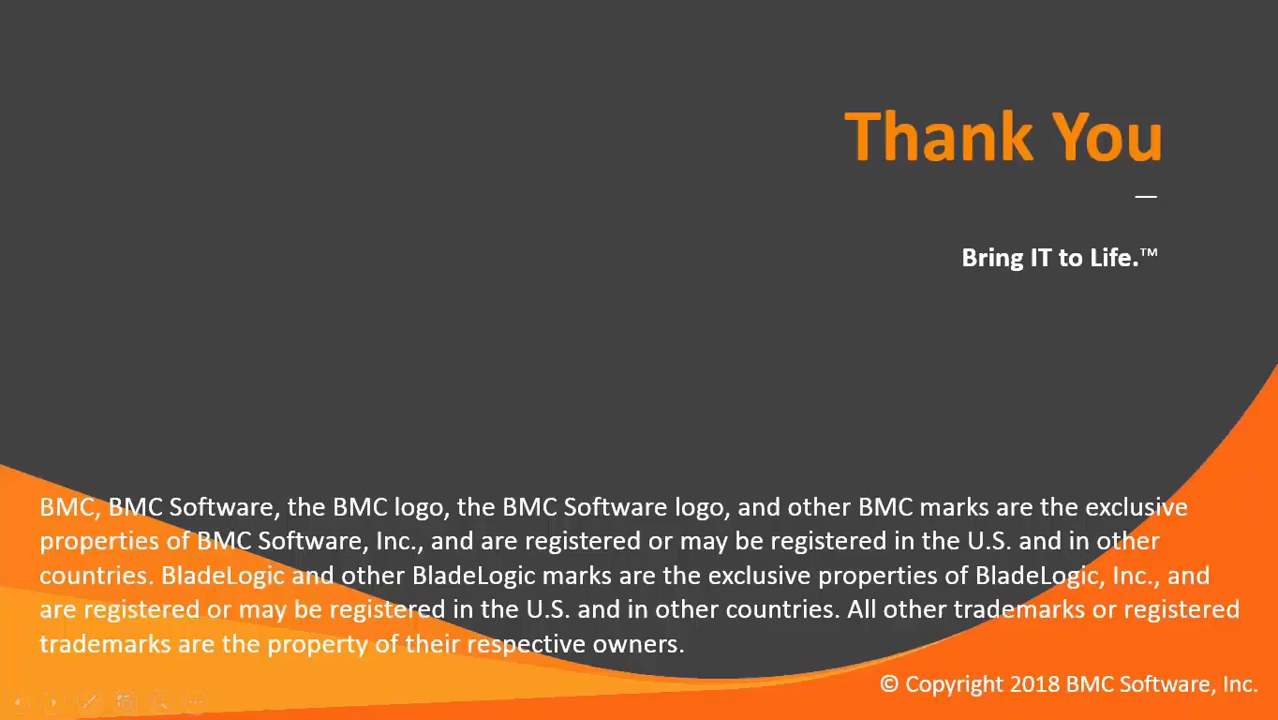 Thank You
Bring IT to Life.™
BMC, BMC Software, the BMC logo, the BMC Software logo, and other BMC marks are the exclusive
properties of BMC Software, Inc., and are registered or may be registered in the U.S. and in other
countries. BladeLogic and other BladeLogic marks are the exclusive properties of BladeLogic, Inc., and
are registered or may be registered in the U.S. and in other countries. All other trademarks or registered
trademarks are the property of their respective owners.
© Copyright 2018 BMC Software, Inc.